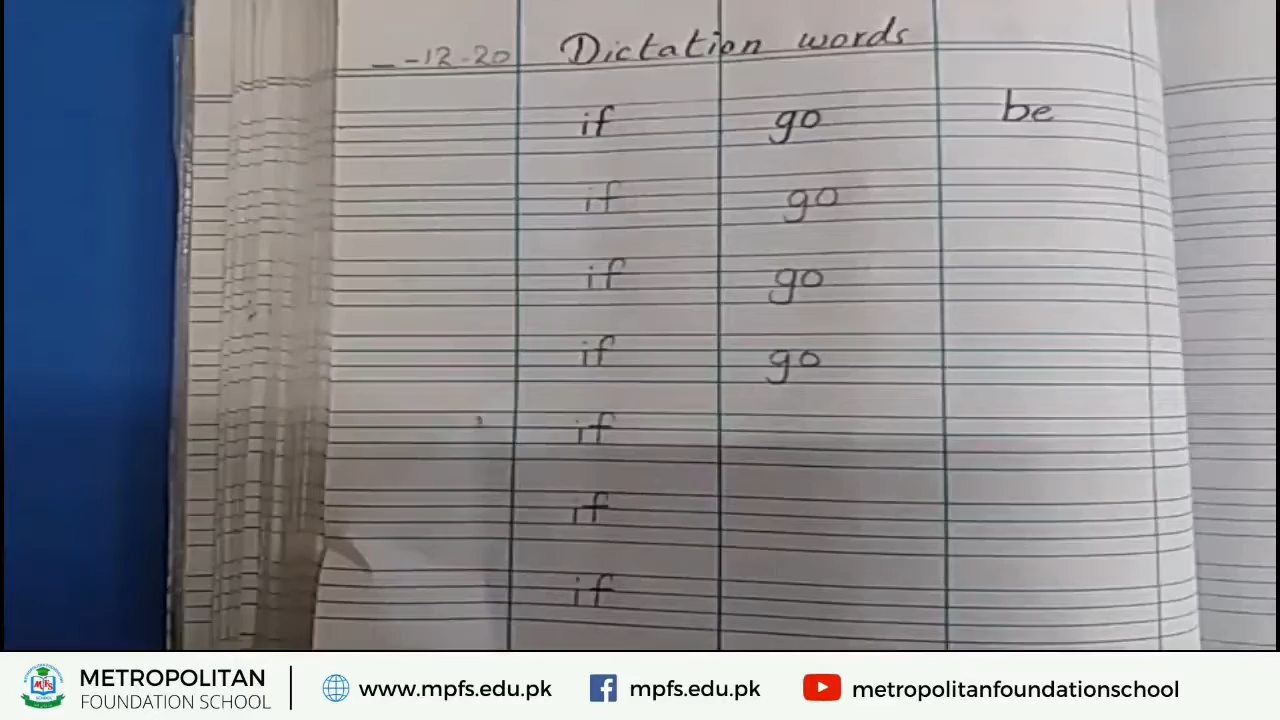 _-12-20 Dictation words
if go be
if go
if go
if go
if
if
if
METROPOLITAN
FOUNDATION SCHOOL
www.mpfs.edu.pk
mpfs.edu.pk
metropolitanfoundationschool